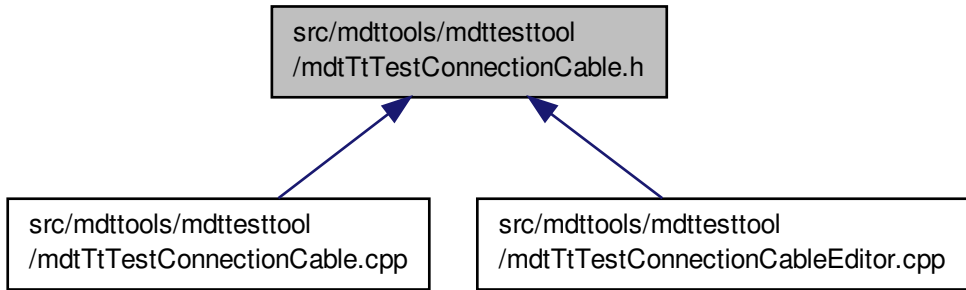 src/mdttools/mdttesttool
/mdtTtTestConnectionCable.h
src/mdttools/mdttesttool
/mdtTtTestConnectionCable.cpp
src/mdttools/mdttesttool
/mdtTtTestConnectionCableEditor.cpp